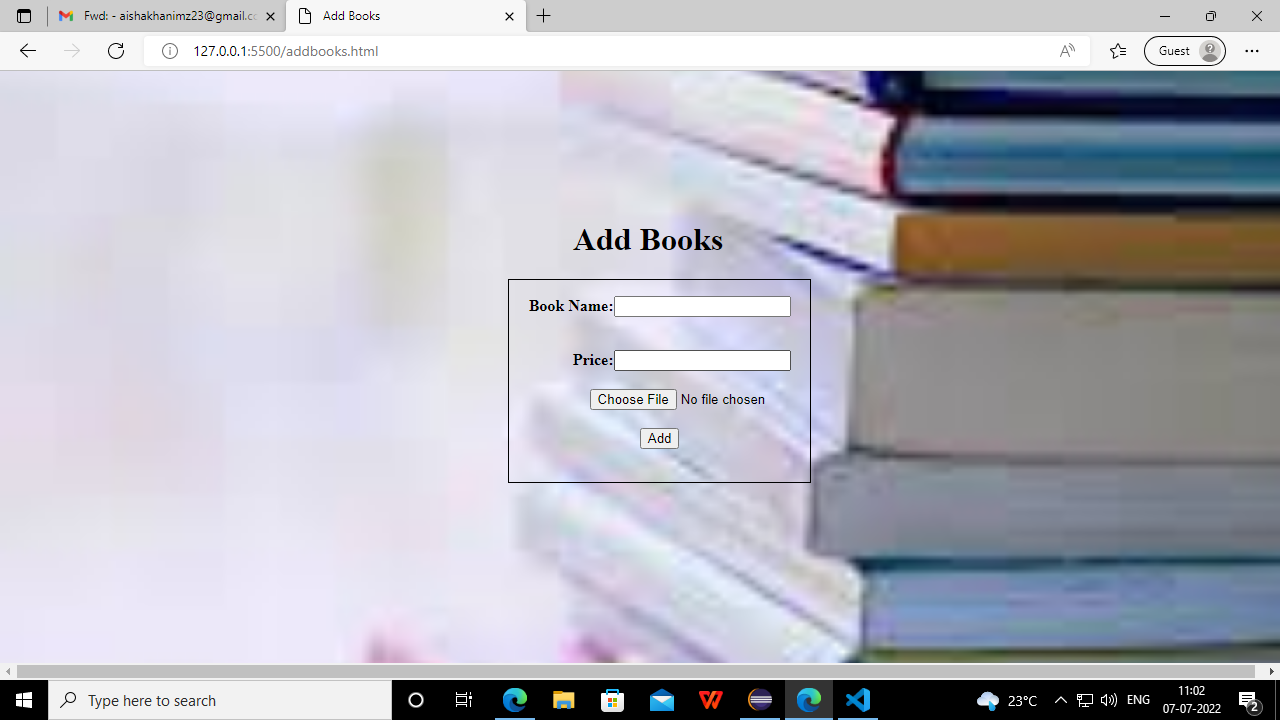 Fwd: - aishakhanimz23@gmail.co
Add Books
127.0.0.1:5500/addbooks.html
Guest
Add Books
Book Name:
Price:
Choose File No file chosen
Add
Type here to search
23°C
ENG
11:02
07-07-2022
2